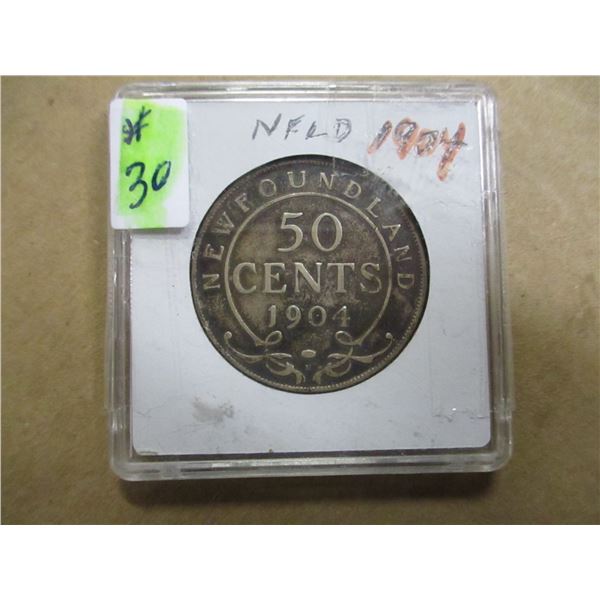 # 30
NFLD 1904
NEWFOUNDLAND
50
CENTS
1904
H